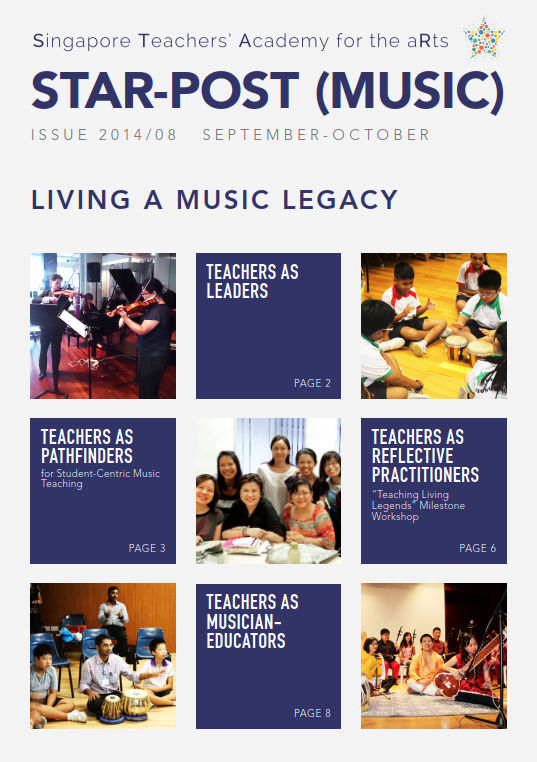 Singapore Teachers' Academy for the aRts
STAR-POST (MUSIC)
ISSUE 2014/08 SEPTEMBER-OCTOBER
LIVING A MUSIC LEGACY
TEACHERS AS
LEADERS
PAGE 2
TEACHERS AS
PATHFINDERS
for Student-Centric Music
Teaching
PAGE 3
TEACHERS AS
REFLECTIVE
PRACTITIONERS
"Teaching Living
Legends" Milestone
Workshop
PAGE 6
TEACHERS AS
MUSICIAN-
EDUCATORS
PAGE 8